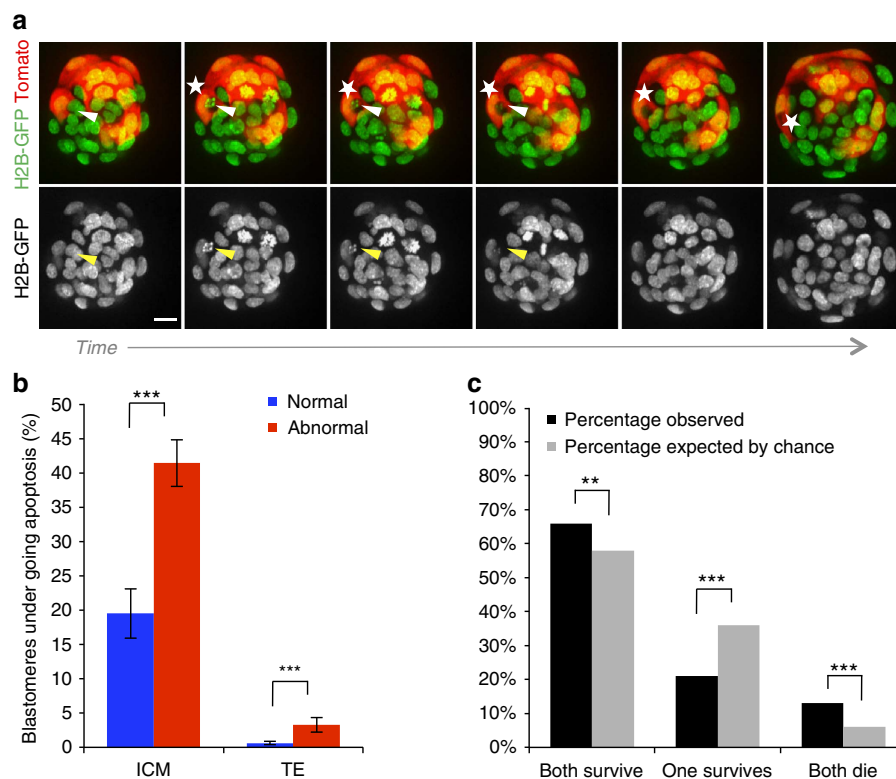 a
H2B-GFP Tomato
H2B-GFP
Time
b
Blastomeres under going apoptosis (%)
50
45
40
35
30
25
20
15
10
5
0
***
***
Normal
Abnormal
ICM
TE
c
100%
90%
80%
70%
60%
50%
40%
30%
20%
10%
0%
Percentage observed
Percentage expected by chance
**
***
***
Both survive
One survives
Both die